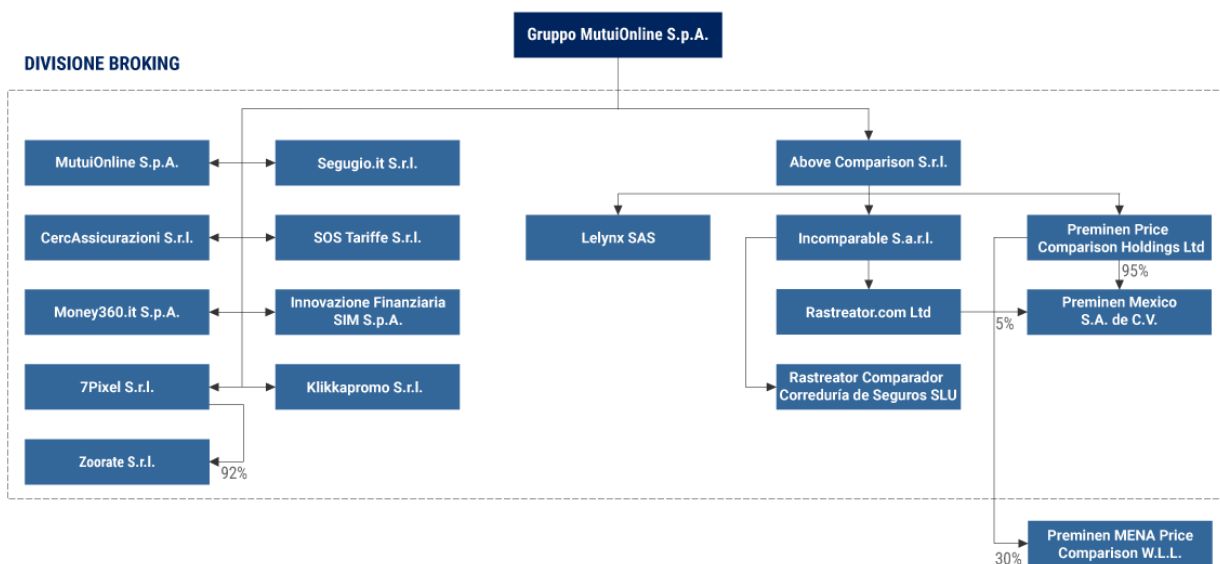 Gruppo MutuiOnline S.p.A.
DIVISIONE BROKING
MutuiOnline S.p.A.
Segugio.it S.r.l.
Above Comparison S.r.l.
CercAssicurazioni S.r.l.
SOS Tariffe S.r.l.
Lelynx SAS
Incomparable S.a.r.l.
Preminen Price
Comparison Holdings Ltd
95%
Money360.it S.p.A.
Innovazione Finanziaria
SIM S.p.A.
Rastreator.com Ltd
5%
Preminen Mexico
S.A. de C.V.
7Pixel S.r.l.
Klikkapromo S.r.l.
Rastreator Comparador
Correduría de Seguros SLU
Zoorate S.r.l.
92%
Preminen MENA Price
Comparison W.L.L.
30%